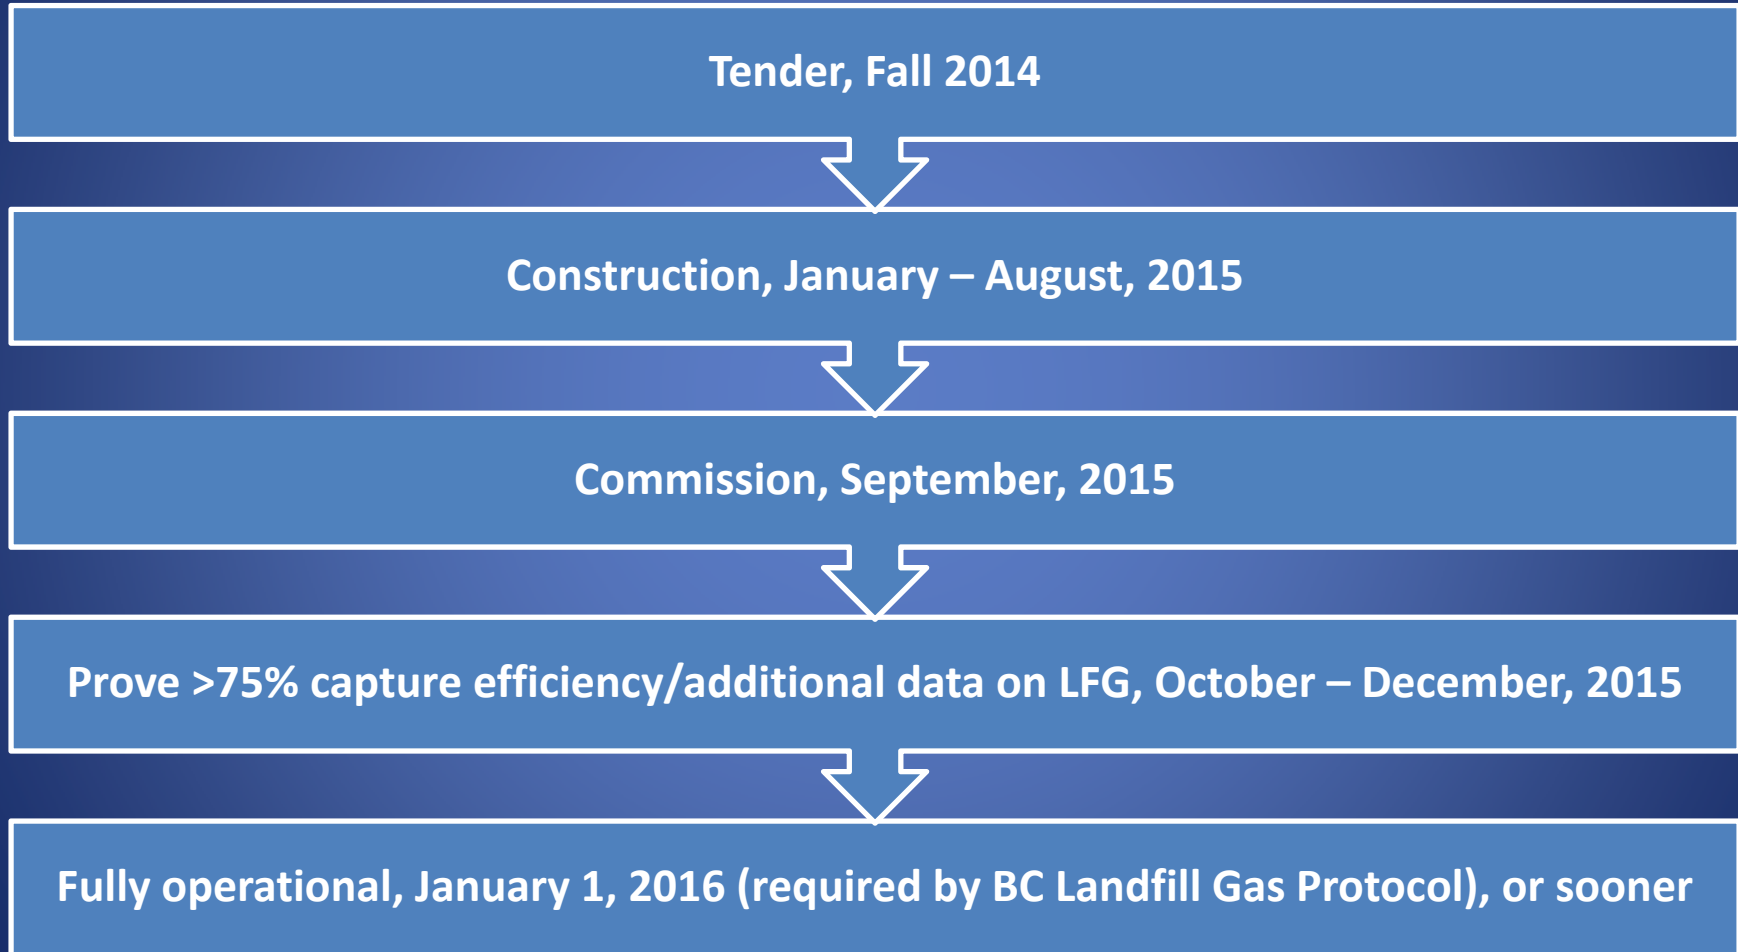 Tender, Fall 2014
Construction, January – August, 2015
Commission, September, 2015
Prove >75% capture efficiency/additional data on LFG, October – December, 2015
Fully operational, January 1, 2016 (required by BC Landfill Gas Protocol), or sooner